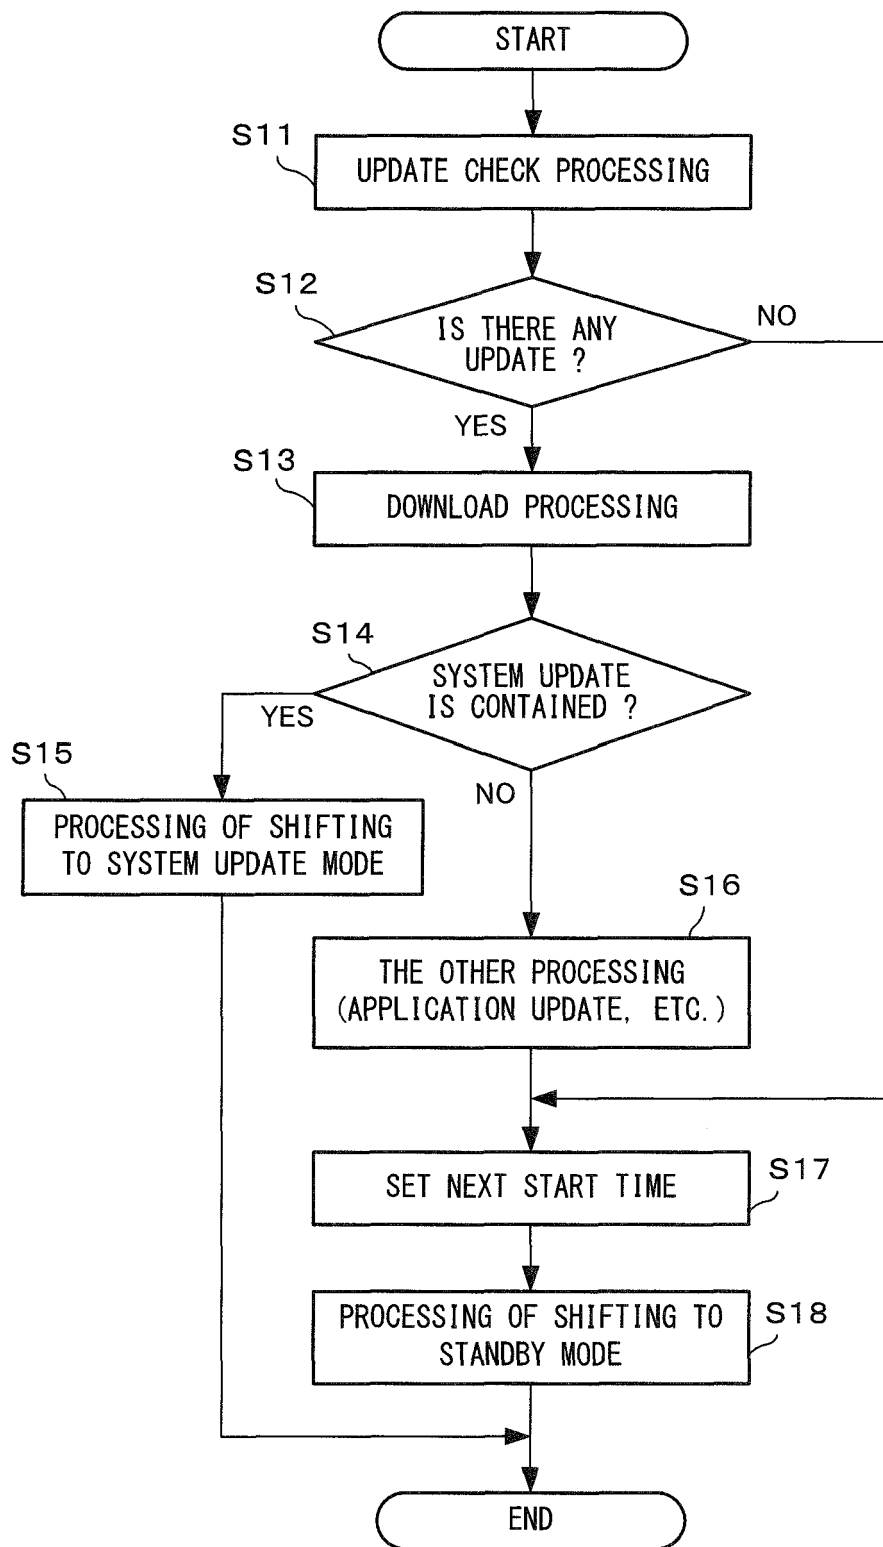 START
S11
UPDATE CHECK PROCESSING
S12
IS THERE ANY
UPDATE ?
NO
YES
S13
DOWNLOAD PROCESSING
S14
SYSTEM UPDATE
IS CONTAINED ?
YES
NO
S15
PROCESSING OF SHIFTING
TO SYSTEM UPDATE MODE
S16
THE OTHER PROCESSING
(APPLICATION UPDATE, ETC.)
SET NEXT START TIME
S17
PROCESSING OF SHIFTING TO
STANDBY MODE
S18
END